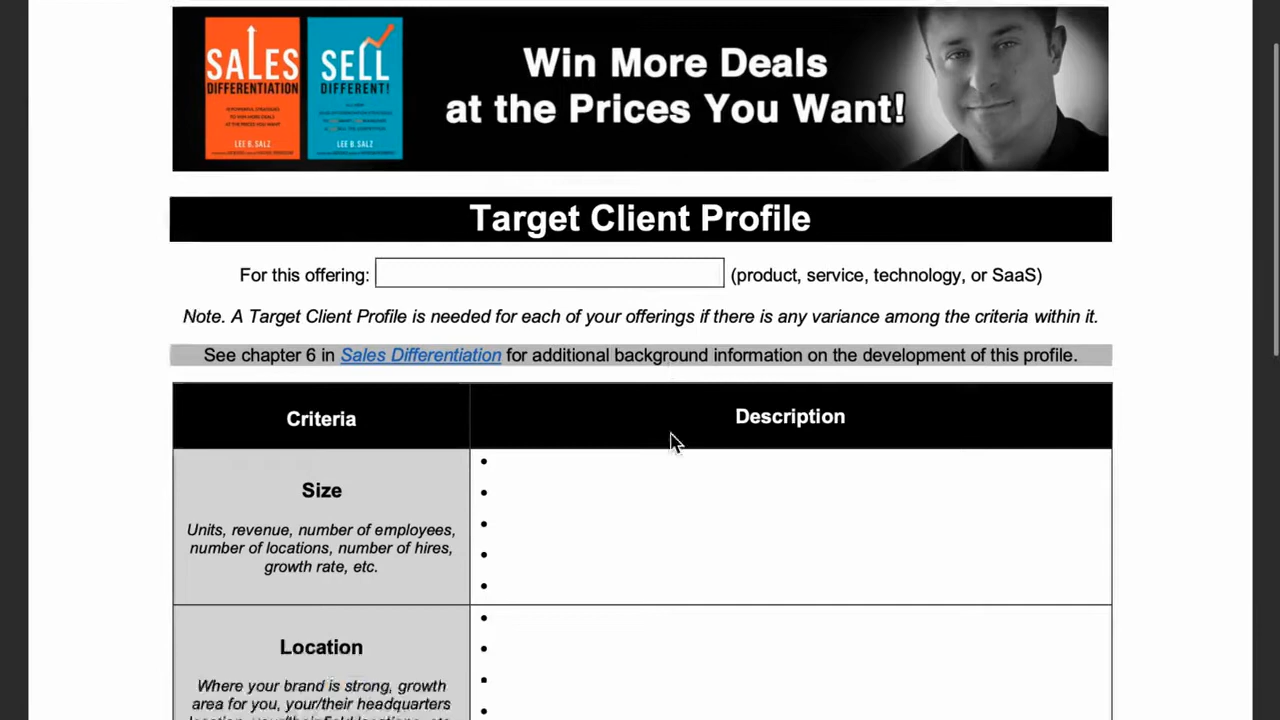 SALES
DIFFERENTIATION
LEE B. SALZ
SELL
DIFFERENT!
LEE B. SALZ
Win More Deals
at the Prices You Want!
Target Client Profile
For this offering:
(product, service, technology, or SaaS)
Note. A Target Client Profile is needed for each of your offerings if there is any variance among the criteria within it.
See chapter 6 in Sales Differentiation for additional background information on the development of this profile.
Criteria
Description
Size
Units, revenue, number of employees,
number of locations, number of hires,
growth rate, etc.
Location
Where your brand is strong, growth
area for you, your/their headquarters